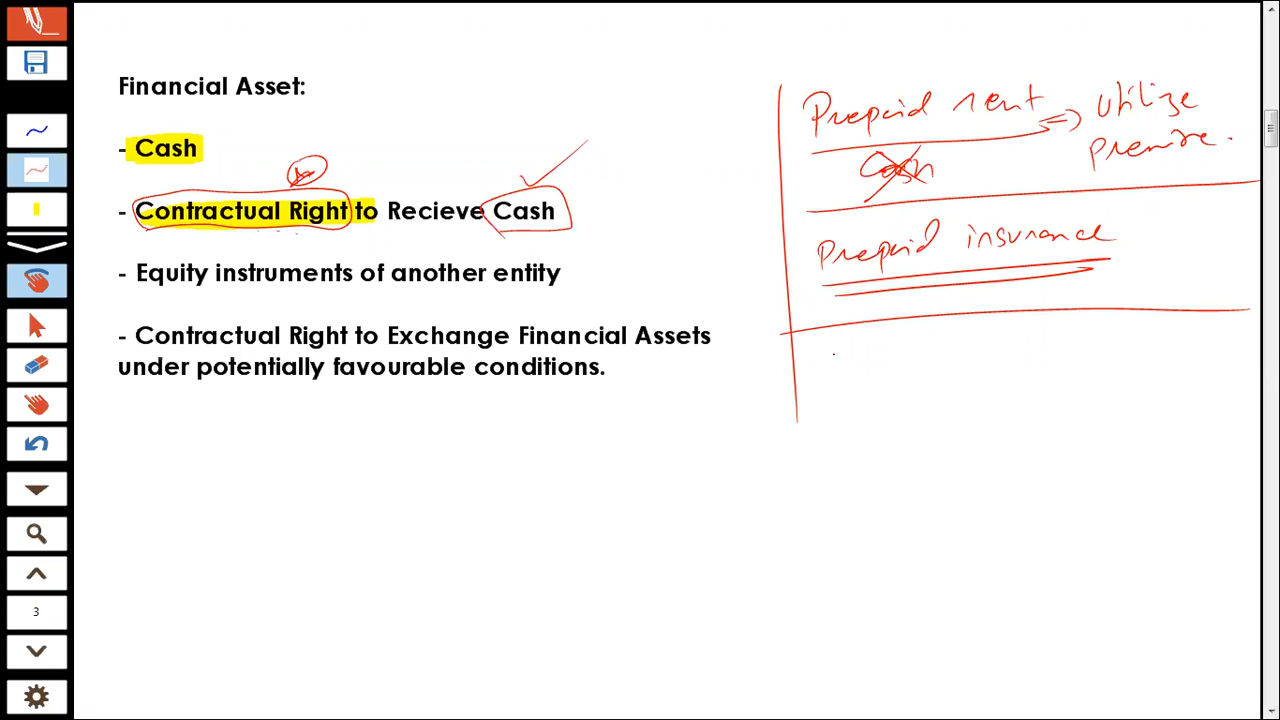 Financial Asset:
- Cash
- Contractual Right to Recieve Cash
- Equity instruments of another entity
- Contractual Right to Exchange Financial Assets
under potentially favourable conditions.
Prepaid rent => utilize
premire.
Cash
Prepaid insurance
3